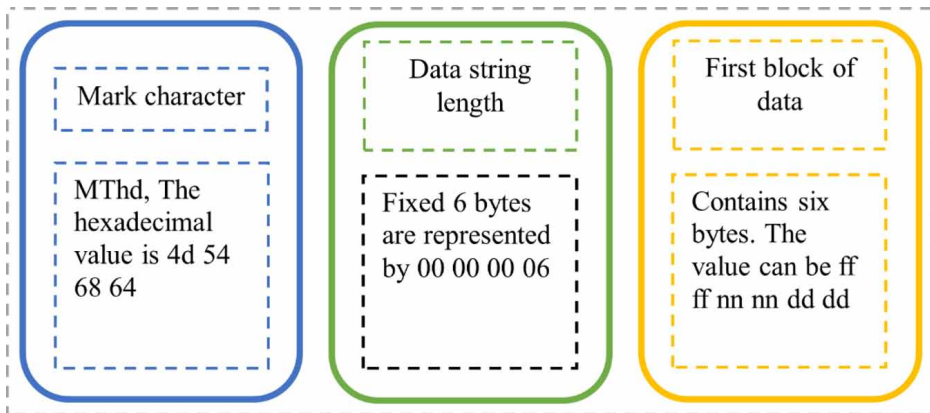 Mark character
MThd, The
hexadecimal
value is 4d 54
68 64
Data string
length
Fixed 6 bytes
are represented
by 00 00 00 06
First block of
data
Contains six
bytes. The
value can be ff
ff nn nn dd dd